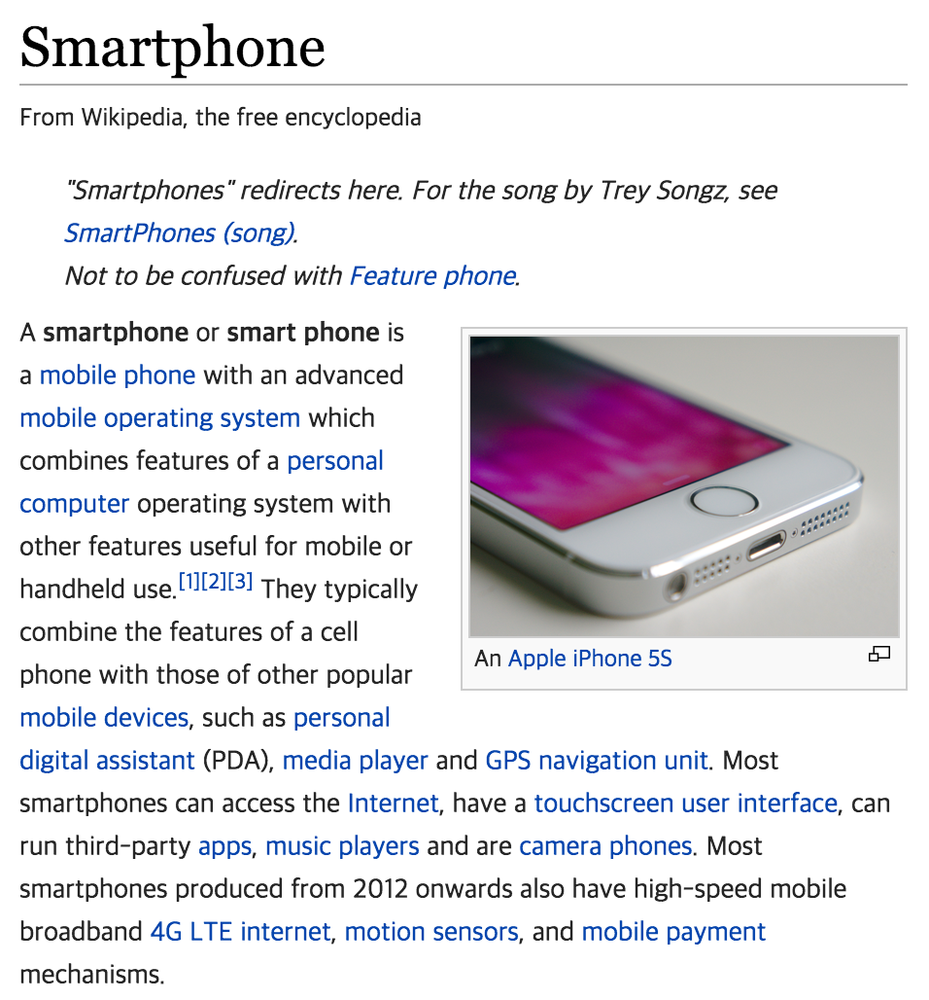 Smartphone
From Wikipedia, the free encyclopedia
"Smartphones" redirects here. For the song by Trey Songz, see
SmartPhones (song).
Not to be confused with Feature phone.
A smartphone or smart phone is
a mobile phone with an advanced
mobile operating system which
combines features of a personal
computer operating system with
other features useful for mobile or
handheld use.[1][2][3] They typically
combine the features of a cell
phone with those of other popular
mobile devices, such as personal
digital assistant (PDA), media player and GPS navigation unit. Most
smartphones can access the Internet, have a touchscreen user interface, can
run third-party apps, music players and are camera phones. Most
smartphones produced from 2012 onwards also have high-speed mobile
broadband 4G LTE internet, motion sensors, and mobile payment
mechanisms.
An Apple iPhone 5S